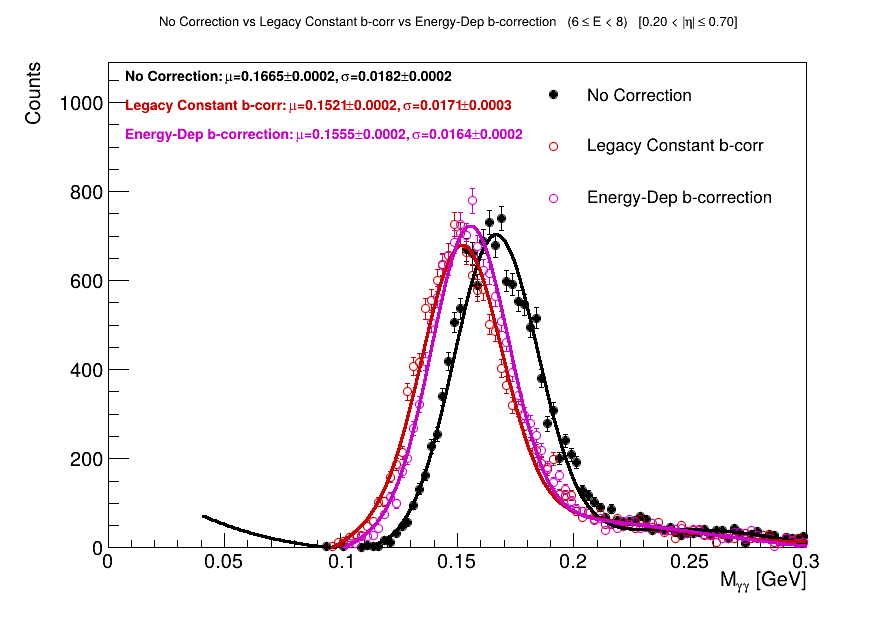 No Correction vs Legacy Constant b-corr vs Energy-Dep b-correction (6 ≤ E < 8) [0.20 < |η| ≤ 0.70]
Counts
No Correction: μ=0.1665±0.0002, σ=0.0182±0.0002
Legacy Constant b-corr: μ=0.1521±0.0002, σ=0.0171±0.0003
Energy-Dep b-correction: μ=0.1555±0.0002, σ=0.0164±0.0002
No Correction
Legacy Constant b-corr
Energy-Dep b-correction
1000
800
600
400
200
0
0 0.05 0.1 0.15 0.2 0.25 0.3
M_γγ [GeV]